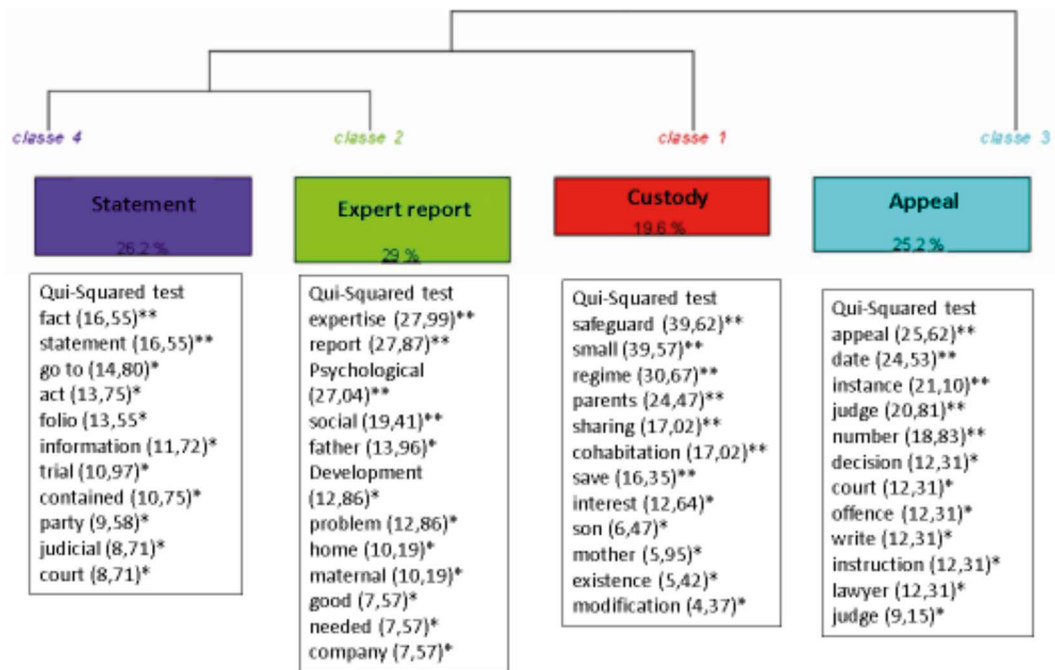 classe 4
classe 2
classe 1
classe 3
Statement
26.2 %
Expert report
29 %
Custody
19.6 %
Appeal
25.2 %
Qui-Squared test
fact (16,55)**
statement (16,55)**
go to (14,80)*
act (13,75)*
folio (13,55*
information (11,72)*
trial (10,97)*
contained (10,75)*
party (9,58)*
judicial (8,71)*
court (8,71)*
Qui-Squared test
expertise (27,99)**
report (27,87)**
Psychological
(27,04)**
social (19,41)**
father (13,96)*
Development
(12,86)*
problem (12,86)*
home (10,19)*
maternal (10,19)*
good (7,57)*
needed (7,57)*
company (7,57)*
Qui-Squared test
safeguard (39,62)**
small (39,57)**
regime (30,67)**
parents (24,47)**
sharing (17,02)**
cohabitation (17,02)**
save (16,35)**
interest (12,64)*
son (6,47)*
mother (5,95)*
existence (5,42)*
modification (4,37)*
Qui-Squared test
appeal (25,62)**
date (24,53)**
instance (21,10)**
judge (20,81)**
number (18,83)**
decision (12,31)*
court (12,31)*
offence (12,31)*
write (12,31)*
instruction (12,31)*
lawyer (12,31)*
judge (9,15)*